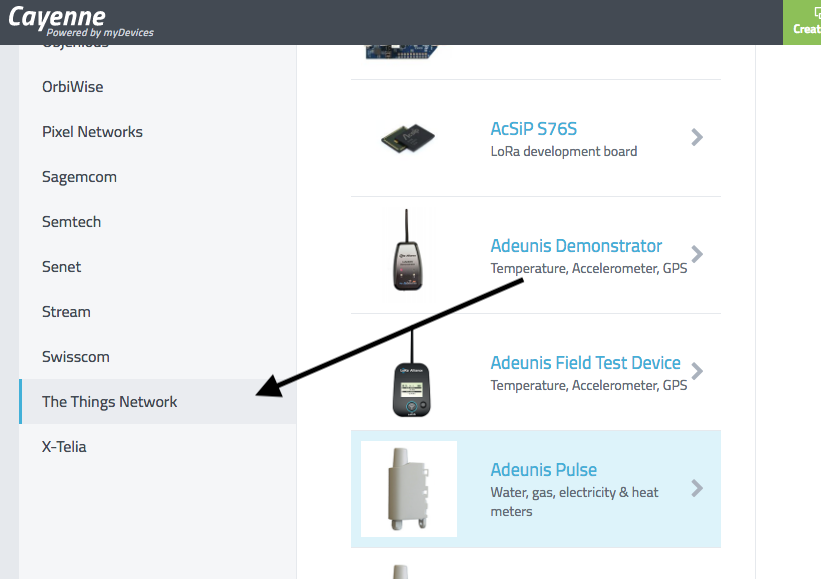 Cayenne
Powered by myDevices
Objenious
OrbiWise
Pixel Networks
Sagemcom
Semtech
Senet
Stream
Swisscom
The Things Network
X-Telia
AcSiP S76S
LoRa development board
Adeunis Demonstrator
Temperature, Accelerometer, GPS
Adeunis Field Test Device
Temperature, Accelerometer, GPS
Adeunis Pulse
Water, gas, electricity & heat
meters